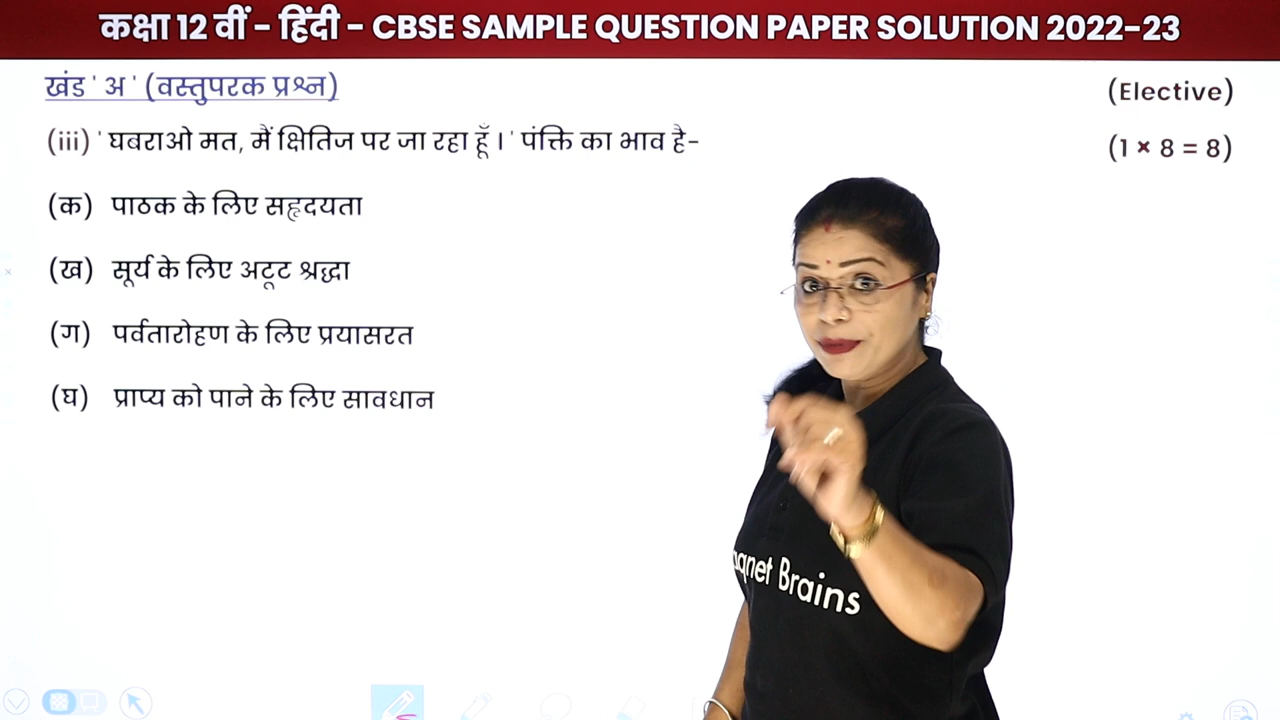 कक्षा 12 वीं – हिंदी – CBSE SAMPLE QUESTION PAPER SOLUTION 2022-23
खंड ' अ ' (वस्तुपरक प्रश्न)
(Elective)
(iii) ' घबराओ मत, मैं क्षितिज पर जा रहा हूँ । ' पंक्ति का भाव है-
(1 × 8 = 8)
(क) पाठक के लिए सहृदयता
(ख) सूर्य के लिए अटूट श्रद्धा
(ग) पर्वतारोहण के लिए प्रयासरत
(घ) प्राप्य को पाने के लिए सावधान
Brains